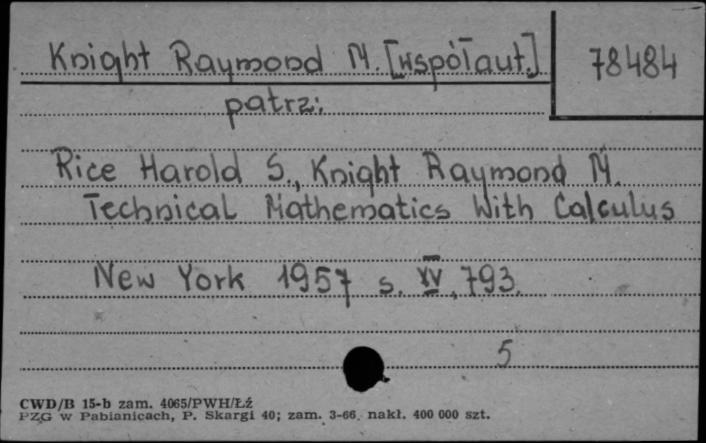 Knight Raymond M. [współaut.]
78484
patrz:
Rice Harold S., Knight Raymond M.
Technical Mathematics With Calculus
New York 1957 s. XV, 793.
5
CWD/B 15-b zam. 4065/PWH/Łź
PZG w Pabianicach, P. Skargi 40; zam. 3-66. nakł. 400 000 szt.